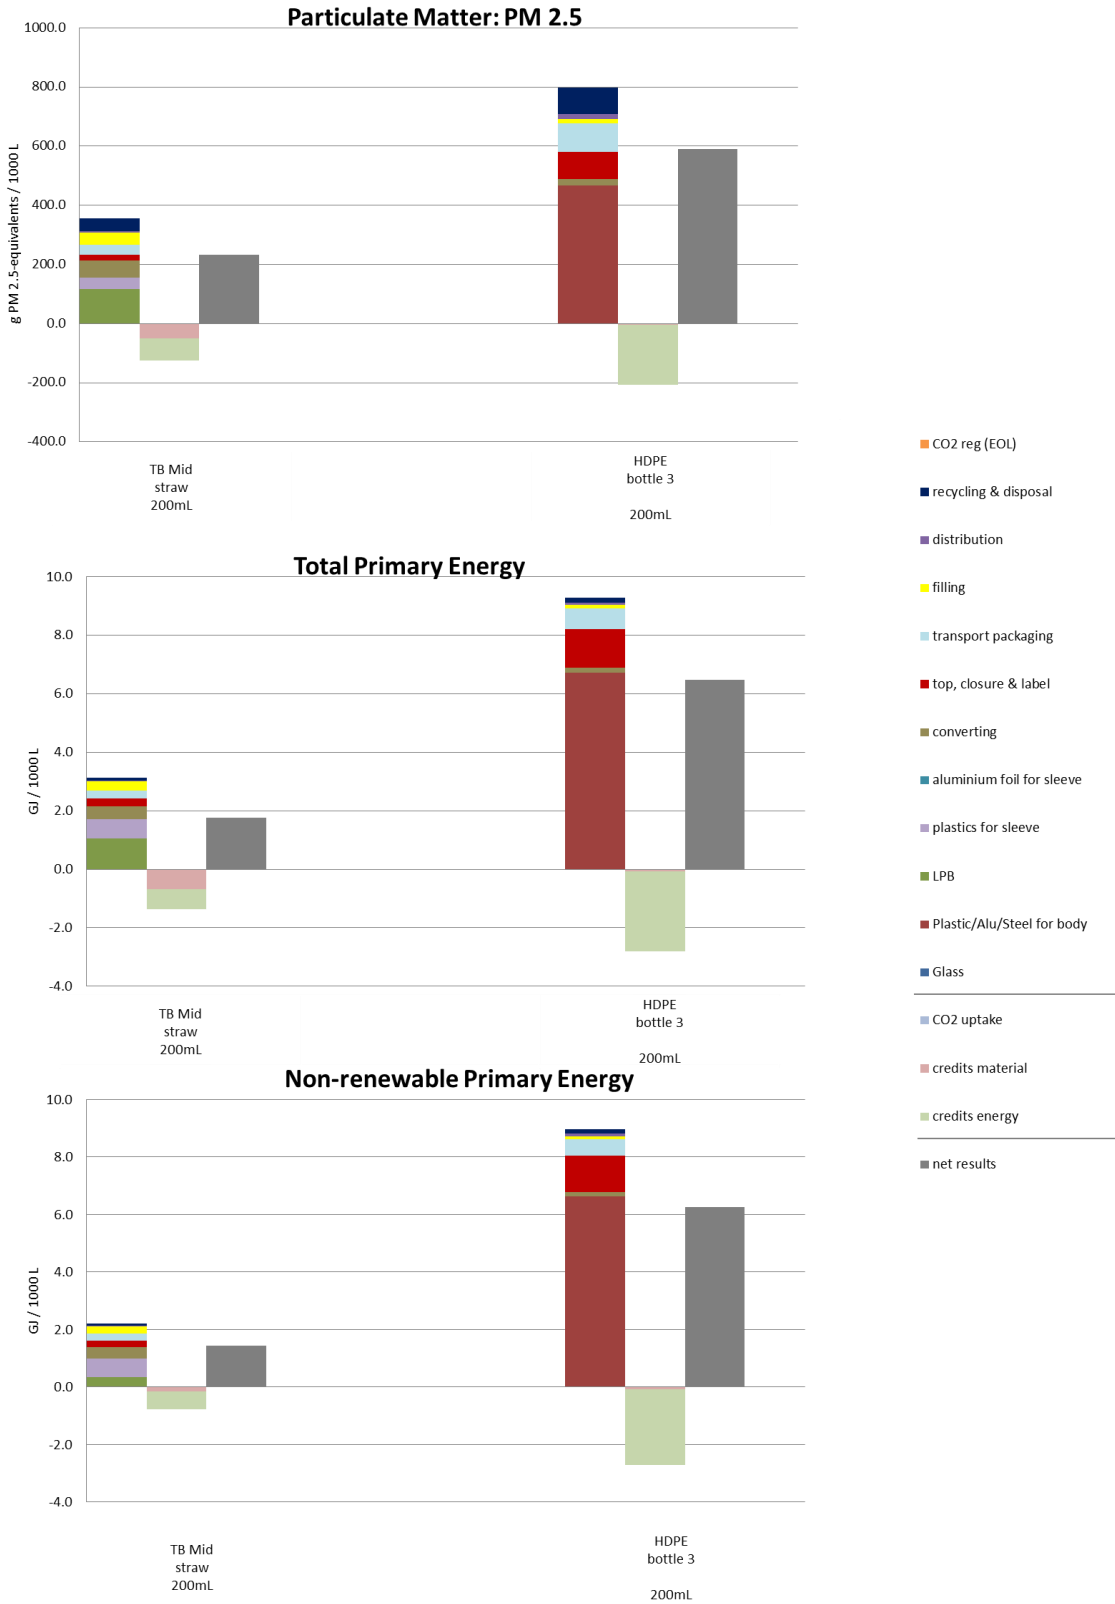 Particulate Matter: PM 2.5
1000.0
800.0
600.0
400.0
200.0
0.0
-200.0
-400.0
g PM 2.5-equivalents / 1000 L
TB Mid
straw
200mL
HDPE
bottle 3
200mL
Total Primary Energy
10.0
8.0
6.0
4.0
2.0
0.0
-2.0
-4.0
GJ / 1000 L
TB Mid
straw
200mL
HDPE
bottle 3
200mL
Non-renewable Primary Energy
10.0
8.0
6.0
4.0
2.0
0.0
-2.0
-4.0
GJ / 1000 L
TB Mid
straw
200mL
HDPE
bottle 3
200mL
CO2 reg (EOL)
recycling & disposal
distribution
filling
transport packaging
top, closure & label
converting
aluminium foil for sleeve
plastics for sleeve
LPB
Plastic/Alu/Steel for body
Glass
CO2 uptake
credits material
credits energy
net results